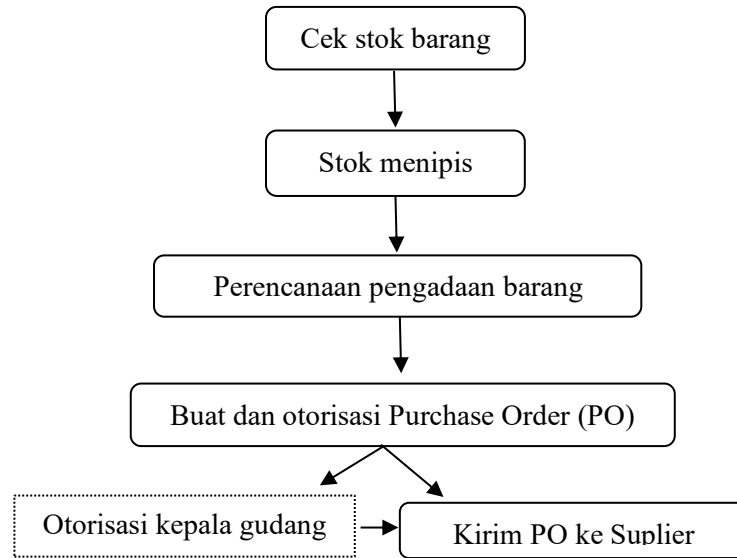 Cek stok barang
Stok menipis
Perencanaan pengadaan barang
Buat dan otorisasi Purchase Order (PO)
Otorisasi kepala gudang
Kirim PO ke Suplier